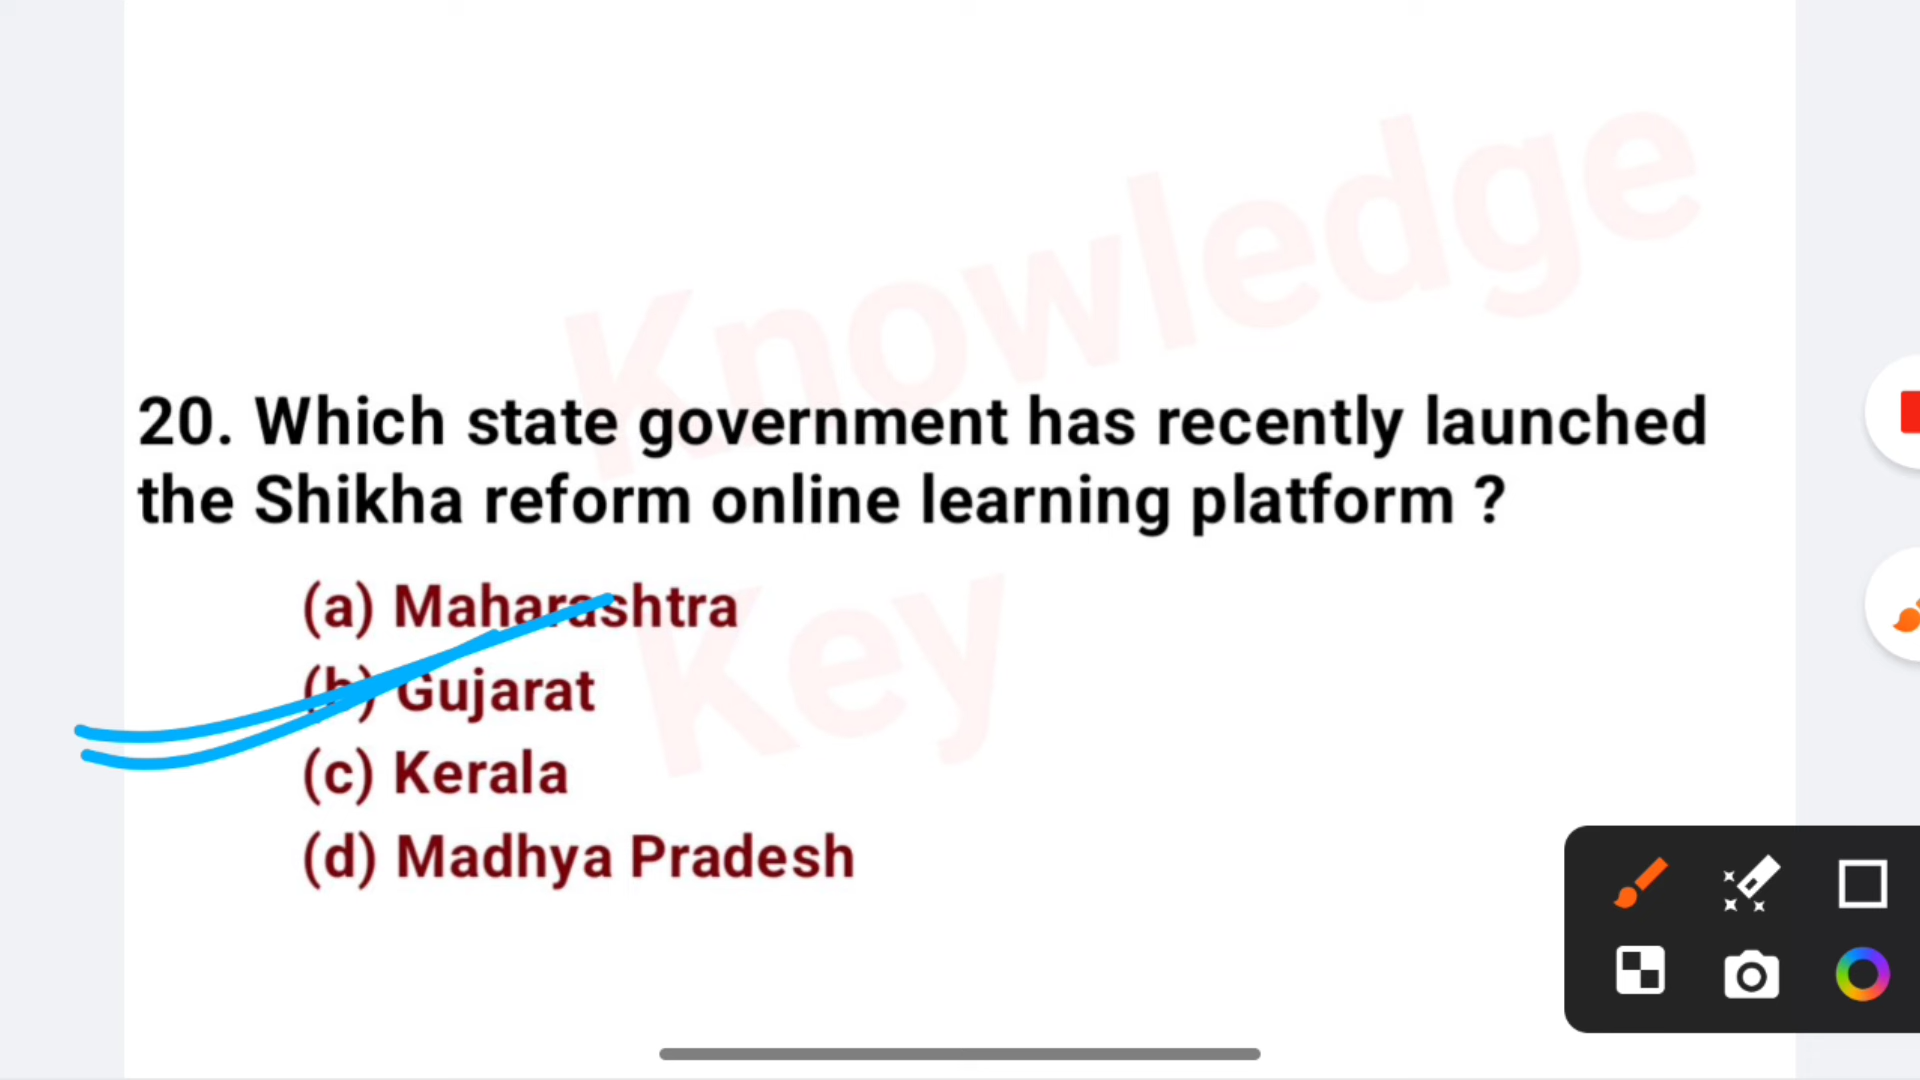 Knowledge
Key
20. Which state government has recently launched
the Shikha reform online learning platform ?
(a) Maharashtra
(b) Gujarat
(c) Kerala
(d) Madhya Pradesh